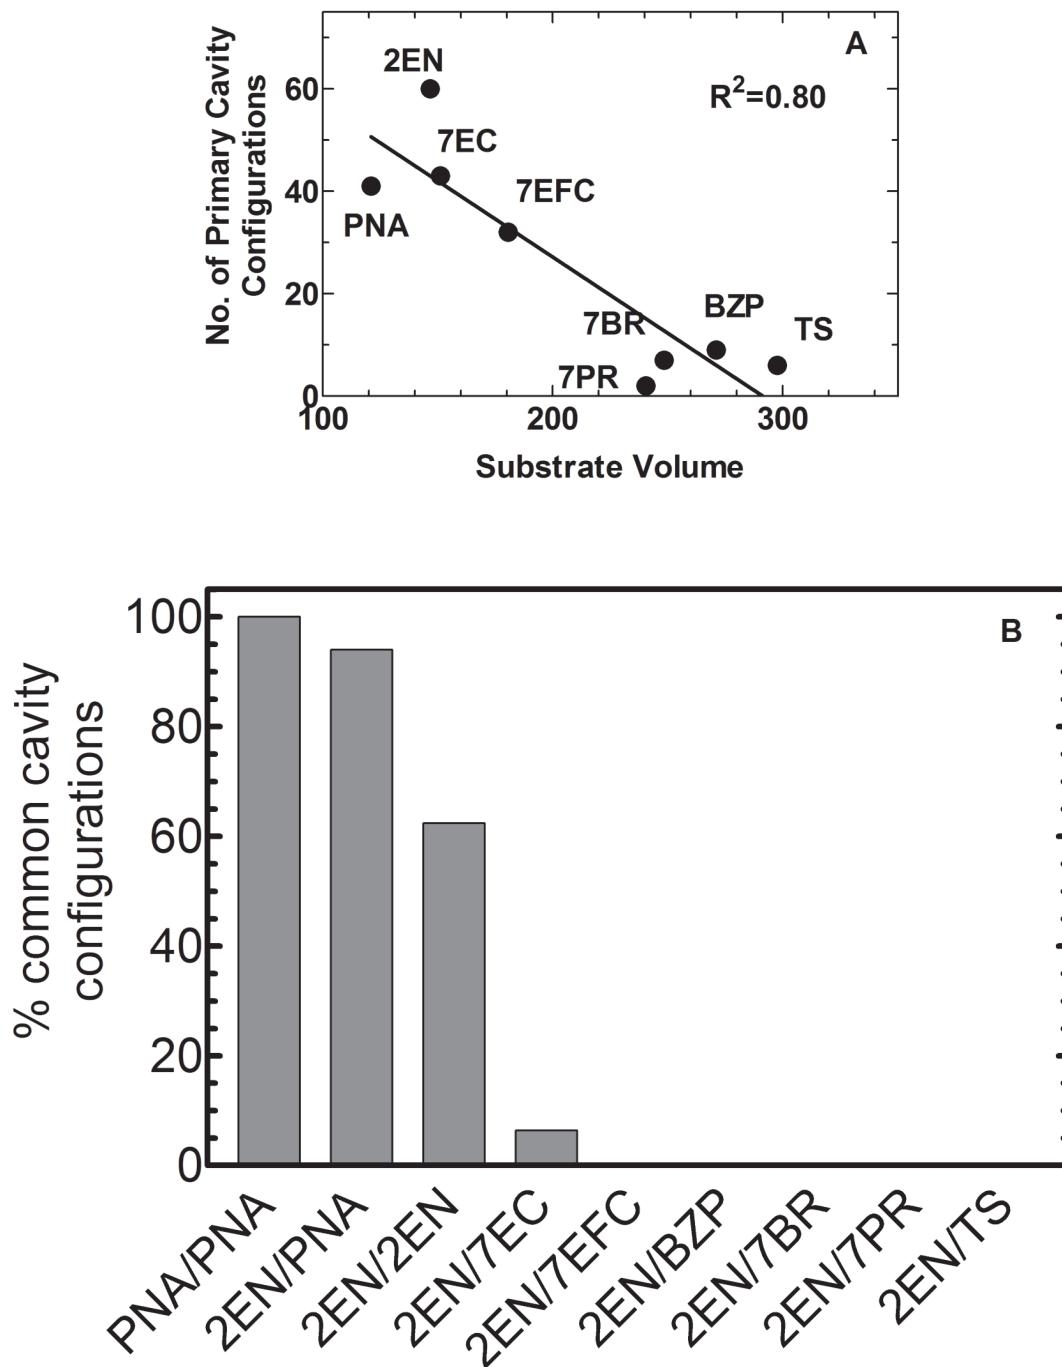 A
R²=0.80
No. of Primary Cavity
Configurations
60
40
20
0
2EN
7EC
7EFC
PNA
7BR
BZP
TS
7PR
100
200
300
Substrate Volume
B
% common cavity
configurations
100
80
60
40
20
0
PNA/PNA
2EN/PNA
2EN/2EN
2EN/7EC
2EN/7EFC
2EN/BZP
2EN/7BR
2EN/7PR
2EN/TS